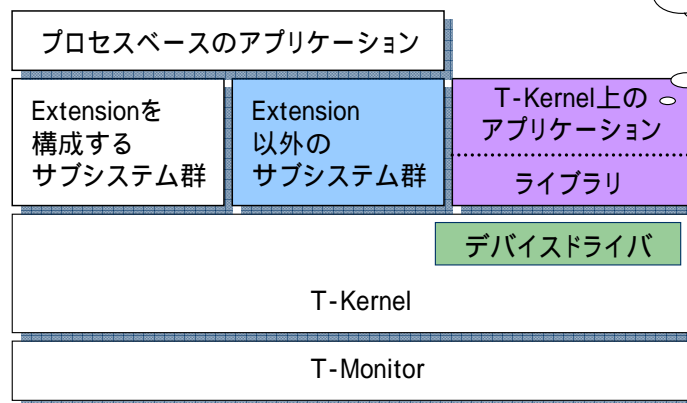 プロセスベースのアプリケーション
Extensionを
構成する
サブシステム群
Extension
以外の
サブシステム群
T-Kernel上の
アプリケーション
ライブラリ
デバイスドライバ
T-Kernel
T-Monitor